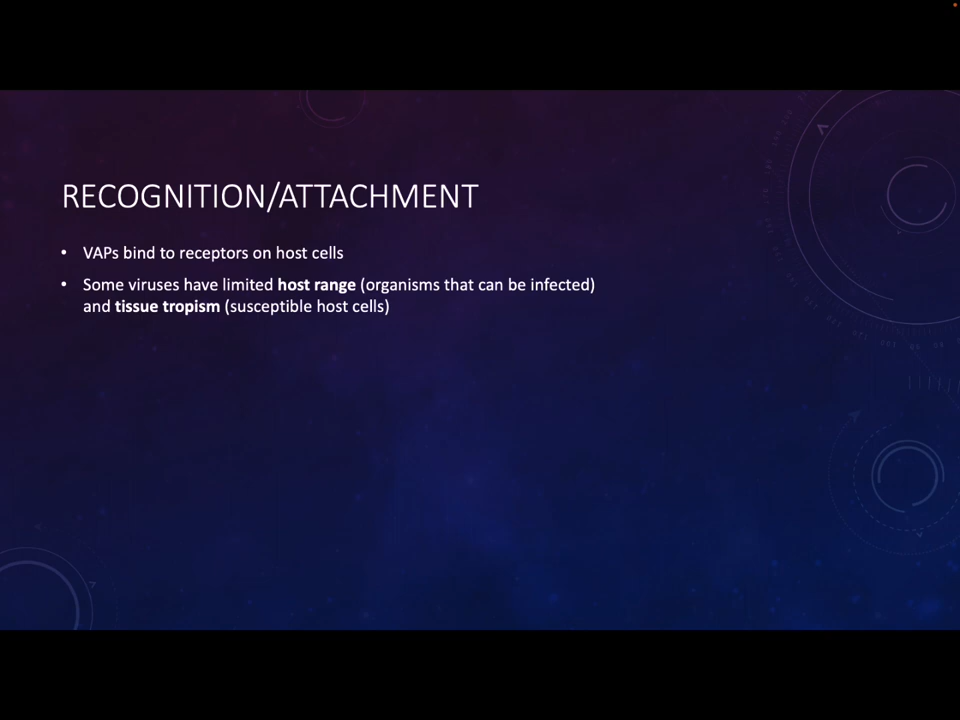 RECOGNITION/ATTACHMENT
• VAPs bind to receptors on host cells
• Some viruses have limited host range (organisms that can be infected)
and tissue tropism (susceptible host cells)